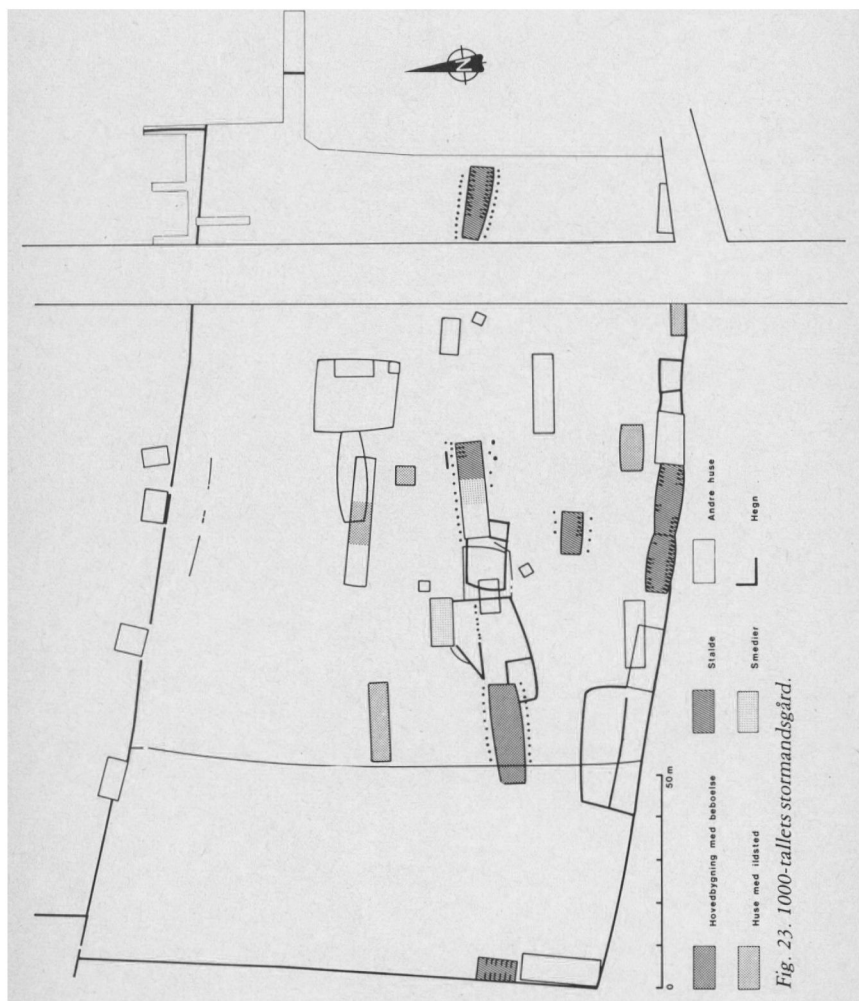 N
0
50 m
Hovedbygning med beboelse
Stalde
Andre huse
Huse med ildsted
Smedier
Hegn
Fig. 23. 1000-tallets stormandsgård.